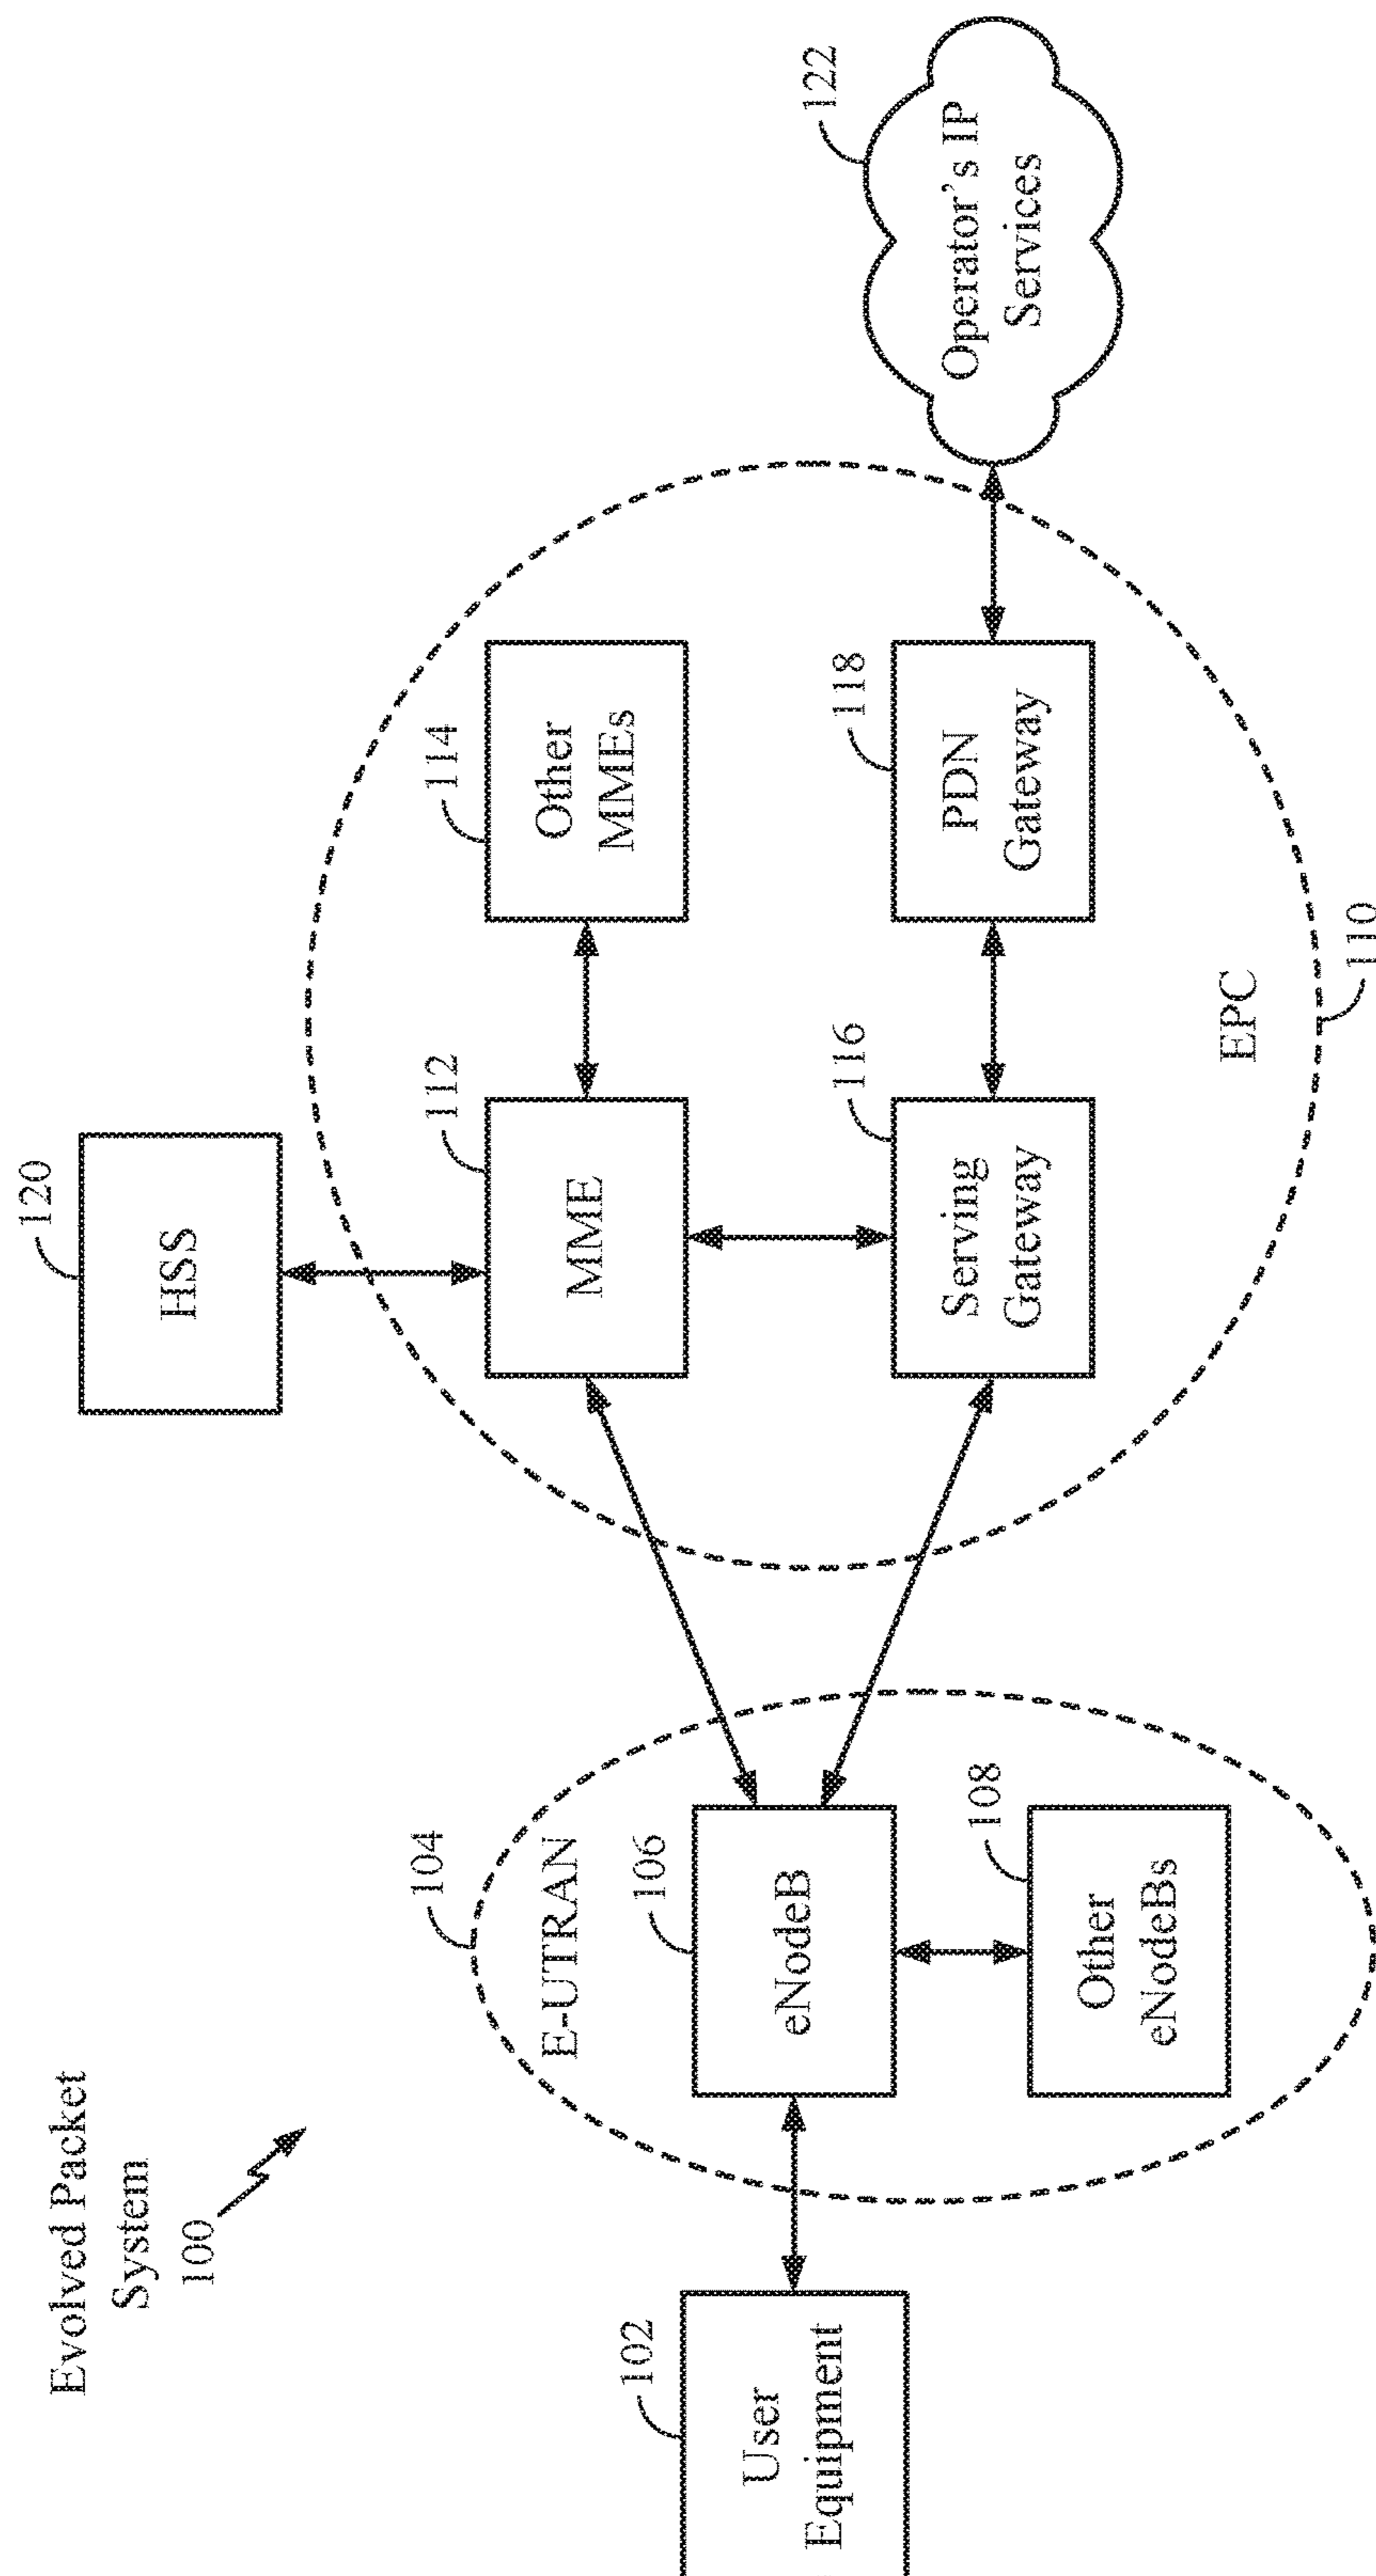 Evolved Packet
System
100
102
User
Equipment
104
E-UTRAN
106
eNodeB
108
Other
eNodeBs
120
HSS
112
MME
114
Other
MMEs
116
Serving
Gateway
118
PDN
Gateway
EPC
110
122
Operator's IP
Services